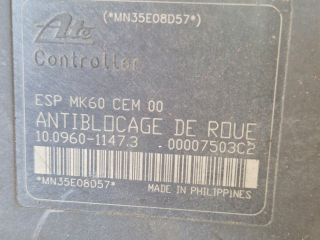 (*MN35E08D57*)
Ate
Controller
ESP MK60 CEM 00
ANTIBLOCAGE DE ROUE
10.0960-1147.3 .00007503C2
*MN35E08D57*
MADE IN PHILIPPINES